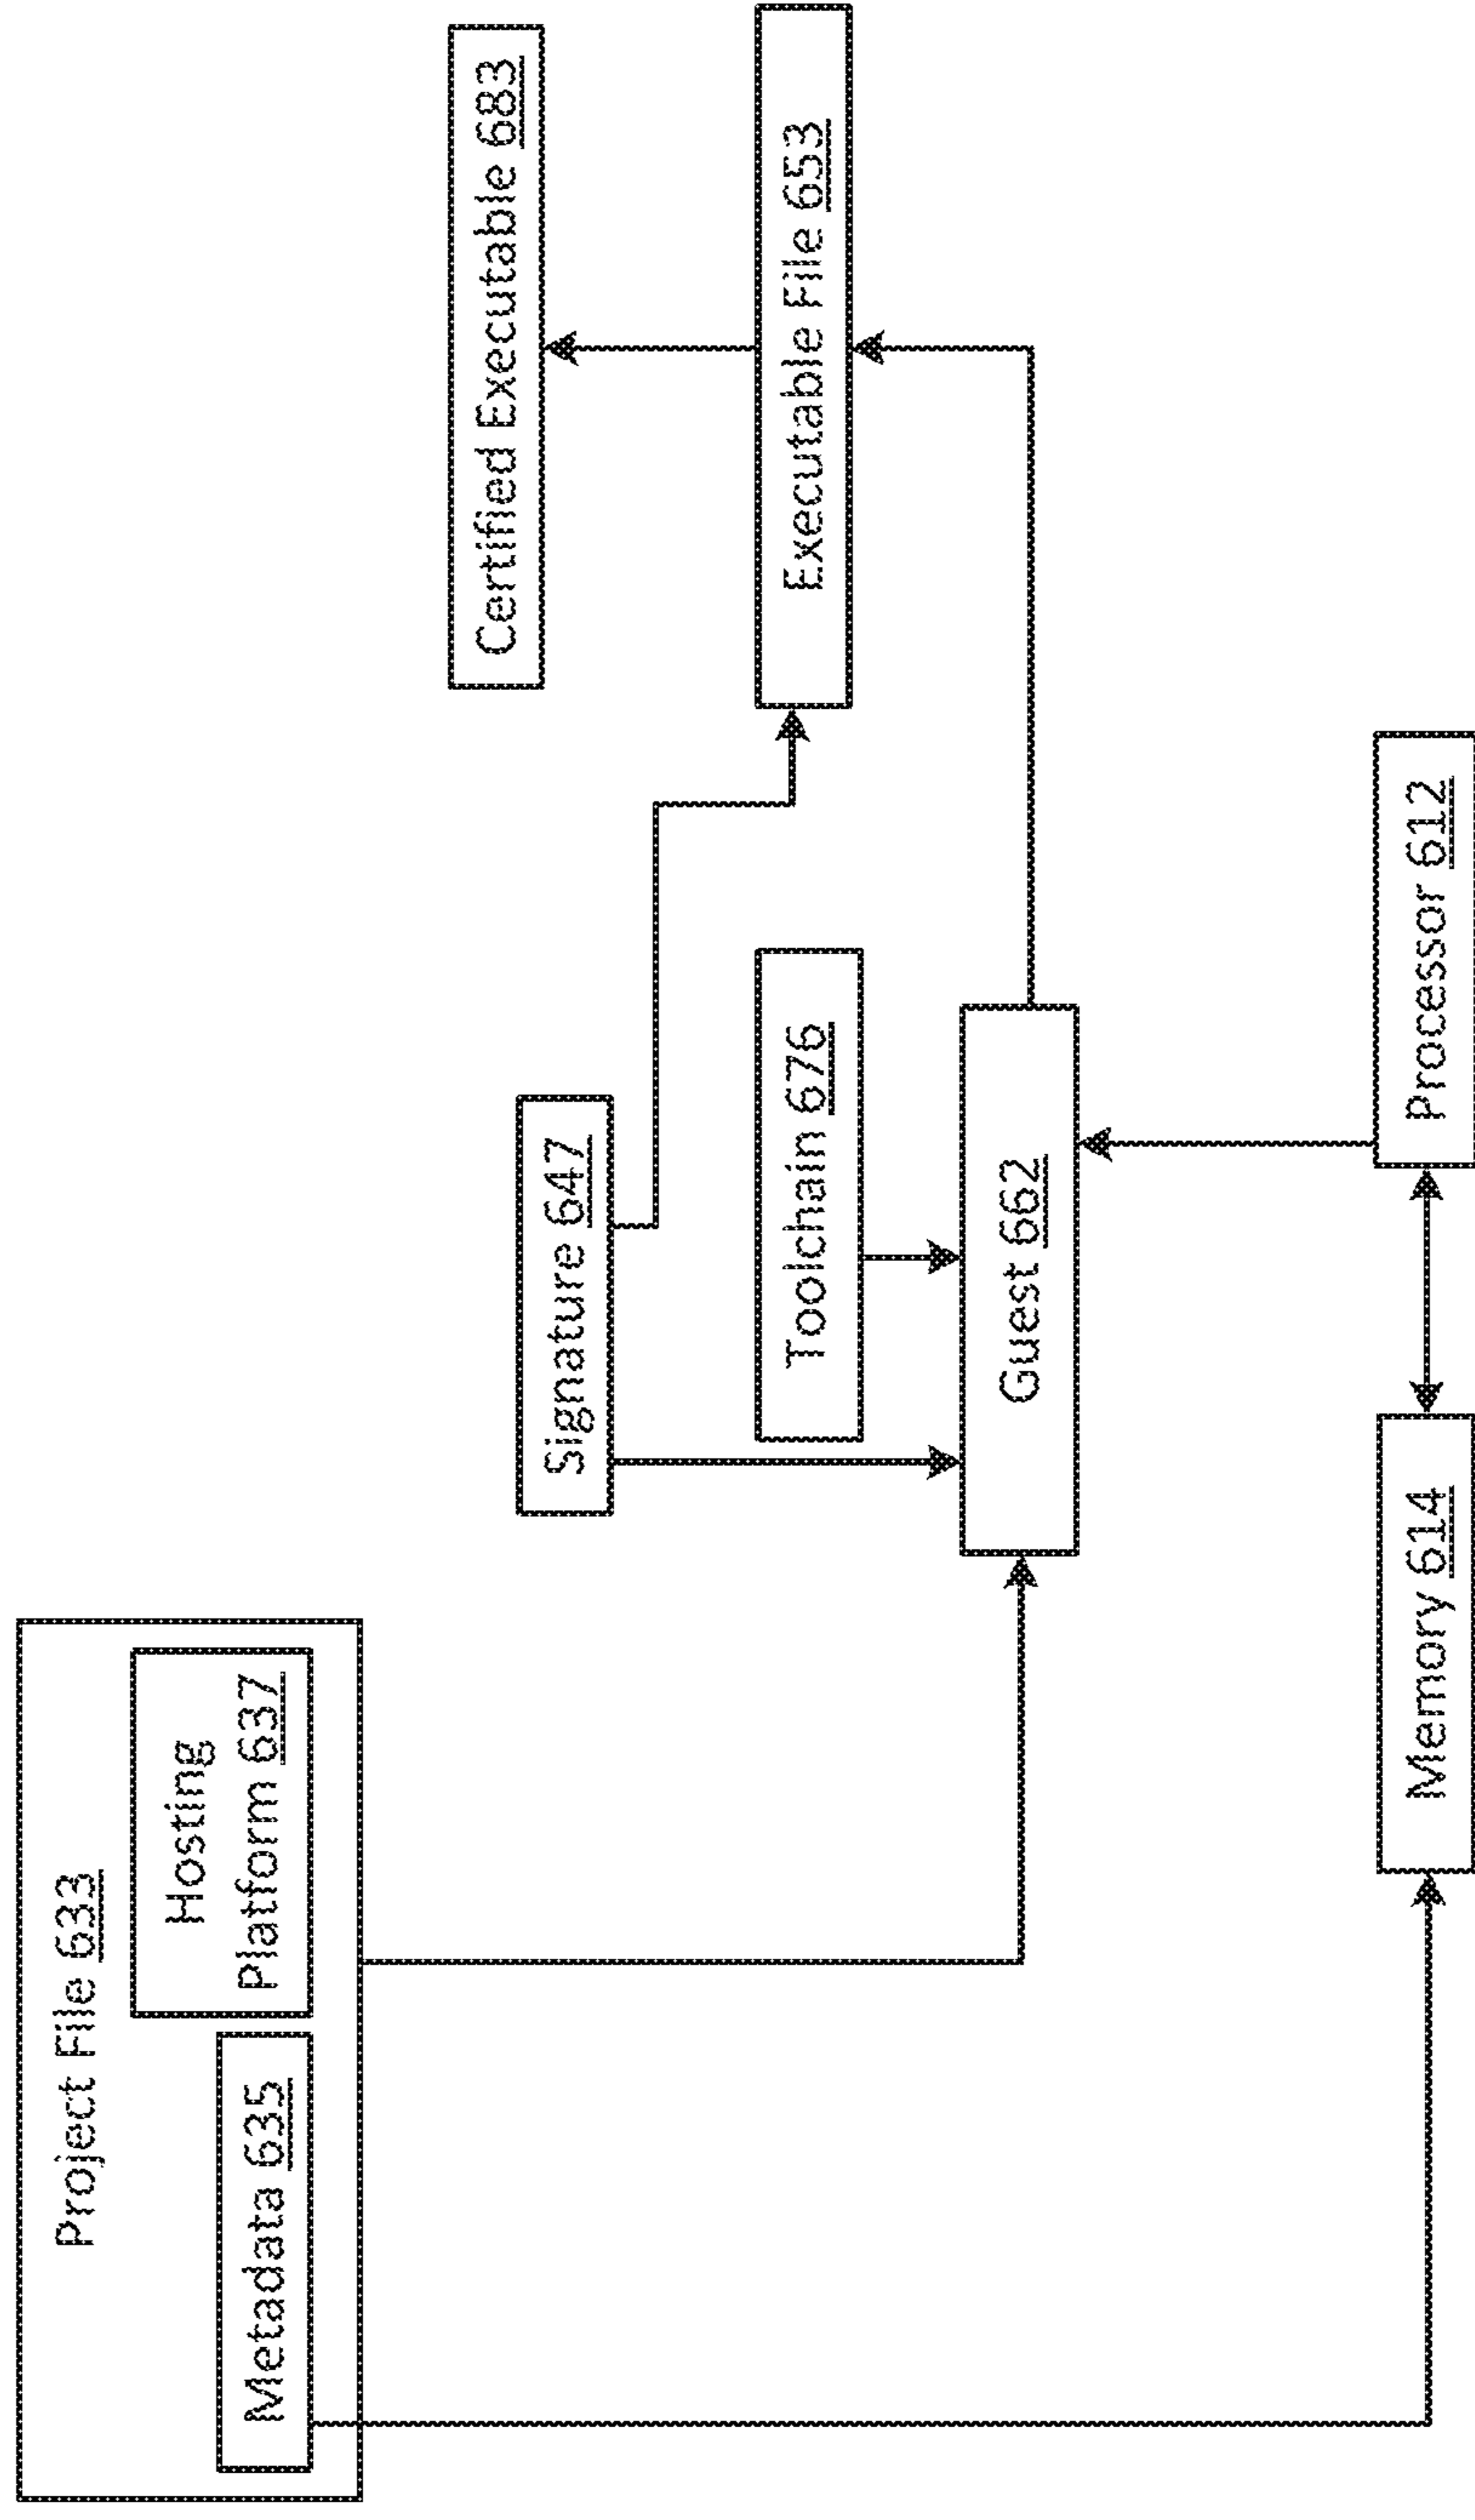 Project File 633
Metadata 635
Hosting
Platform 637
Signature 647
Certified Executable 683
Toolchain 676
Executable File 653
Guest 662
Memory 614
Processor 612